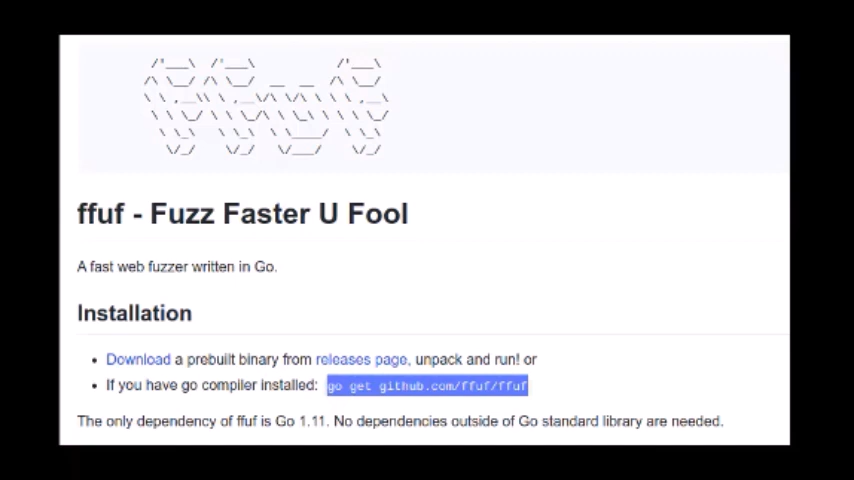 ffuf - Fuzz Faster U Fool
A fast web fuzzer written in Go.
Installation
Download a prebuilt binary from releases page, unpack and run! or
If you have go compiler installed: go get github.com/ffuf/ffuf
The only dependency of ffuf is Go 1.11. No dependencies outside of Go standard library are needed.